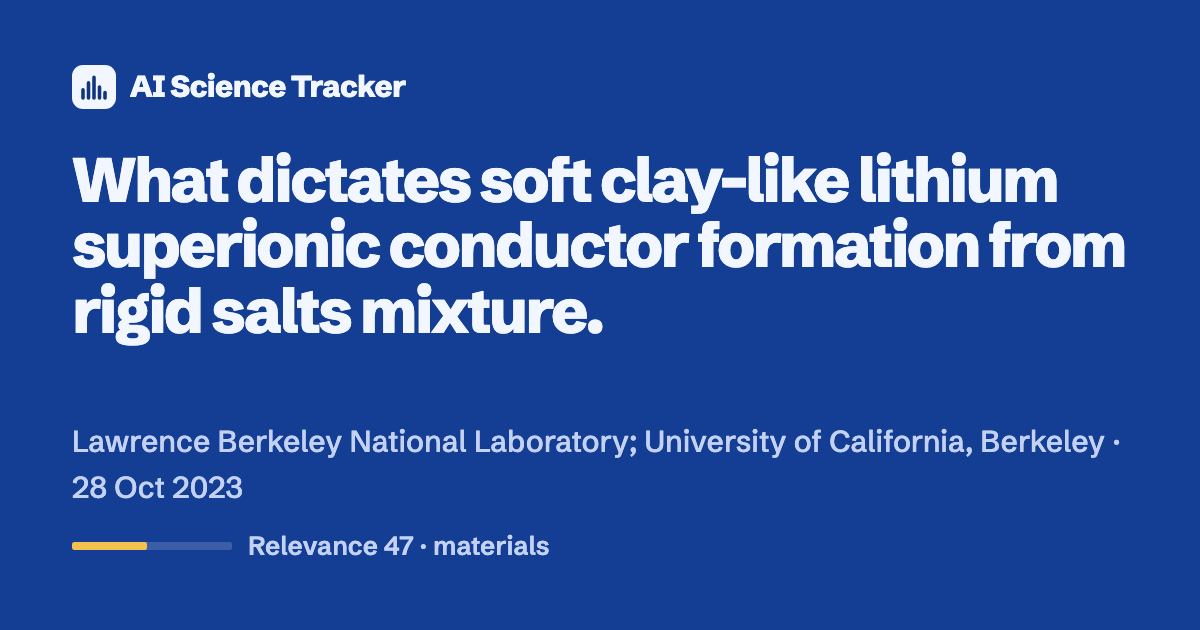 AI Science Tracker
What dictates soft clay-like lithium
superionic conductor formation from
rigid salts mixture.
Lawrence Berkeley National Laboratory; University of California, Berkeley ·
28 Oct 2023
Relevance 47 · materials